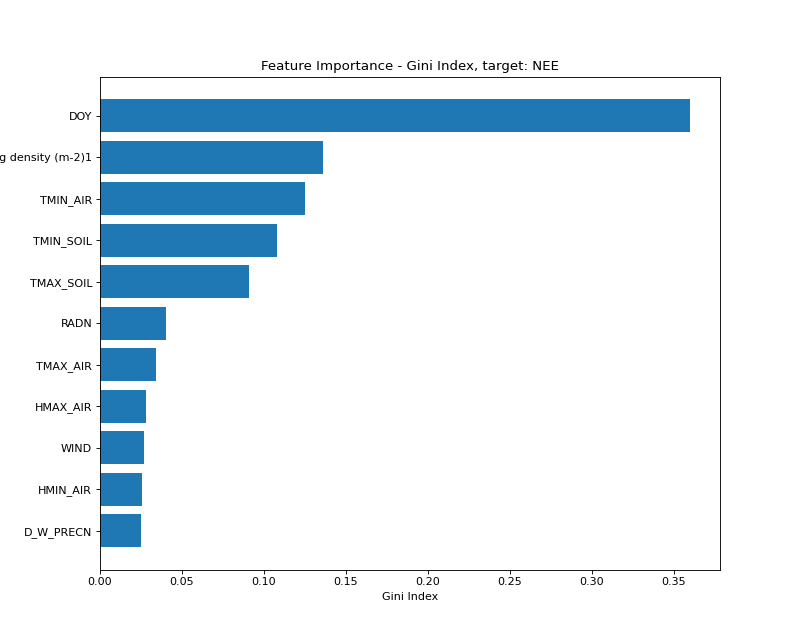 Feature Importance - Gini Index, target: NEE
DOY
g density (m-2)1
TMIN_AIR
TMIN_SOIL
TMAX_SOIL
RADN
TMAX_AIR
HMAX_AIR
WIND
HMIN_AIR
D_W_PRECN
0.00 0.05 0.10 0.15 0.20 0.25 0.30 0.35
Gini Index